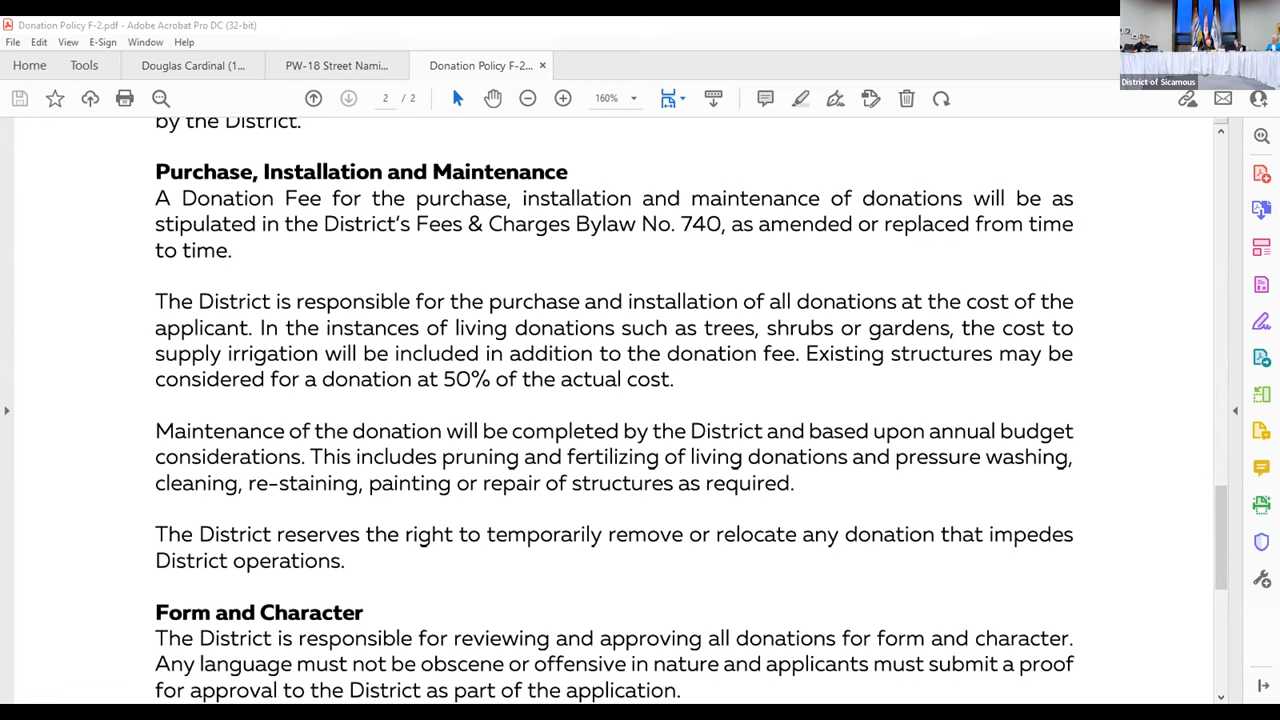 Donation Policy F-2.pdf - Adobe Acrobat Pro DC (32-bit)
File Edit View E-Sign Window Help
Home Tools Douglas Cardinal (1... PW-18 Street Nami... Donation Policy F-2... ×
2 / 2 160%
District of Sicamous
by the District.
Purchase, Installation and Maintenance
A Donation Fee for the purchase, installation and maintenance of donations will be as
stipulated in the District's Fees & Charges Bylaw No. 740, as amended or replaced from time
to time.
The District is responsible for the purchase and installation of all donations at the cost of the
applicant. In the instances of living donations such as trees, shrubs or gardens, the cost to
supply irrigation will be included in addition to the donation fee. Existing structures may be
considered for a donation at 50% of the actual cost.
Maintenance of the donation will be completed by the District and based upon annual budget
considerations. This includes pruning and fertilizing of living donations and pressure washing,
cleaning, re-staining, painting or repair of structures as required.
The District reserves the right to temporarily remove or relocate any donation that impedes
District operations.
Form and Character
The District is responsible for reviewing and approving all donations for form and character.
Any language must not be obscene or offensive in nature and applicants must submit a proof
for approval to the District as part of the application.